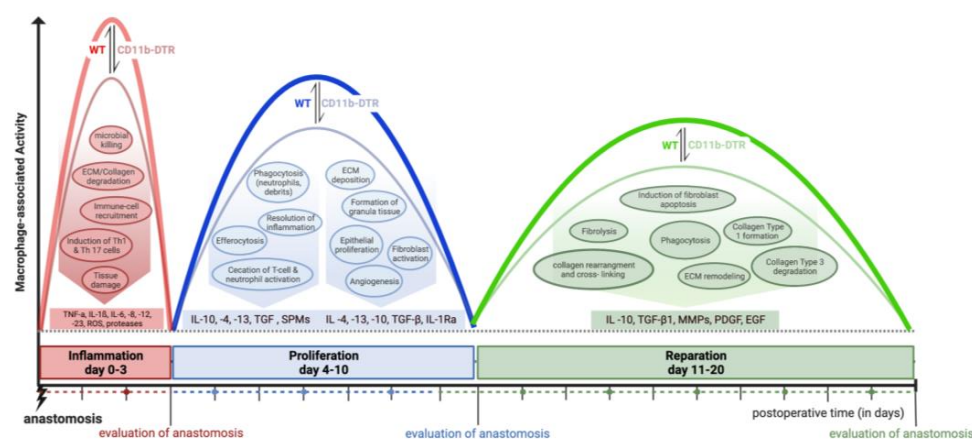 Macrophage-associated Activity
WT
CD11b-DTR
microbial
killing
ECM/Collagen
degradation
Immune-cell
recruitment
Induction of Th1
& Th 17 cells
Tissue
damage
TNF-a, IL-1ß, IL-6, -8, -12,
-23, ROS, proteases
WT
CD11b-DTR
Phagocytosis
(neutrophils,
debrits)
Resolution of
inflammation
Efferocytosis
Cecation of T-cell &
neutrophil activation
ECM
deposition
Formation of
granula tissue
Epithelial
proliferation
Fibroblast
activation
Angiogenesis
IL-10, -4, -13, TGF , SPMs
IL -4, -13, -10, TGF-β, IL-1Ra
WT
CD11b-DTR
Induction of fibroblast
apoptosis
Fibrolysis
Phagocytosis
Collagen Type
1 formation
collagen rearrangment
and cross- linking
ECM remodeling
Collagen Type 3
degradation
IL -10, TGF-β1, MMPs, PDGF, EGF
Inflammation
day 0-3
Proliferation
day 4-10
Reparation
day 11-20
anastomosis
postoperative time (in days)
evaluation of anastomosis
evaluation of anastomosis
evaluation of anastomosis